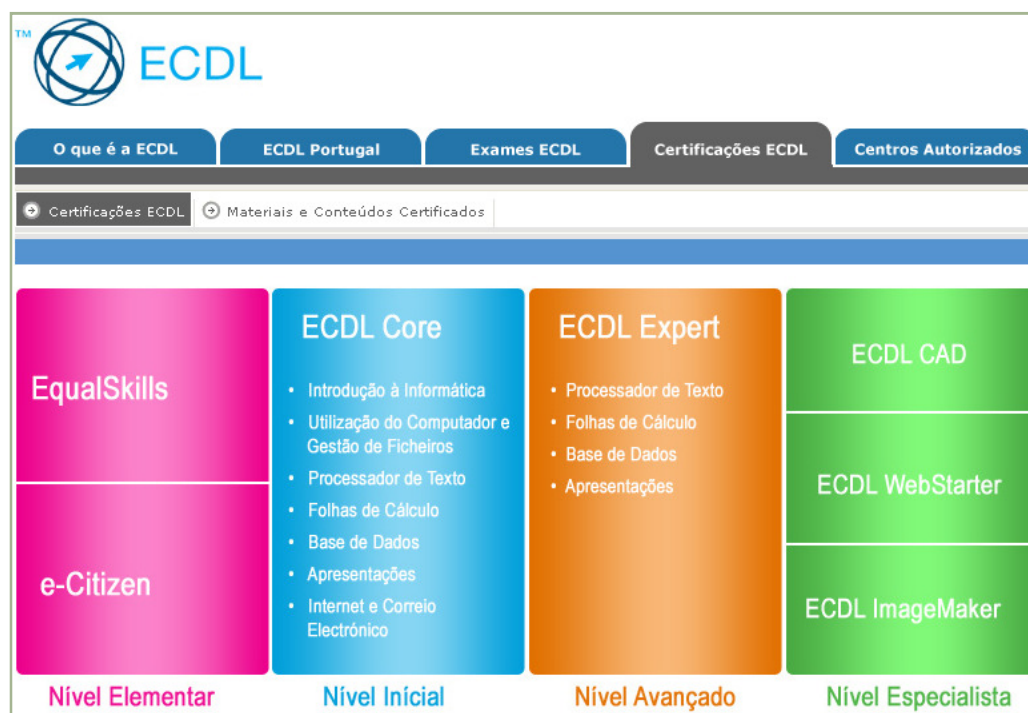 TM
ECDL
O que é a ECDL
ECDL Portugal
Exames ECDL
Certificações ECDL
Centros Autorizados
Certificações ECDL
Materiais e Conteúdos Certificados
EqualSkills
e-Citizen
Nível Elementar
ECDL Core
• Introdução à Informática
• Utilização do Computador e
Gestão de Ficheiros
• Processador de Texto
• Folhas de Cálculo
• Base de Dados
• Apresentações
• Internet e Correio
Electrónico
Nível Inícial
ECDL Expert
• Processador de Texto
• Folhas de Cálculo
• Base de Dados
• Apresentações
Nível Avançado
ECDL CAD
ECDL WebStarter
ECDL ImageMaker
Nível Especialista